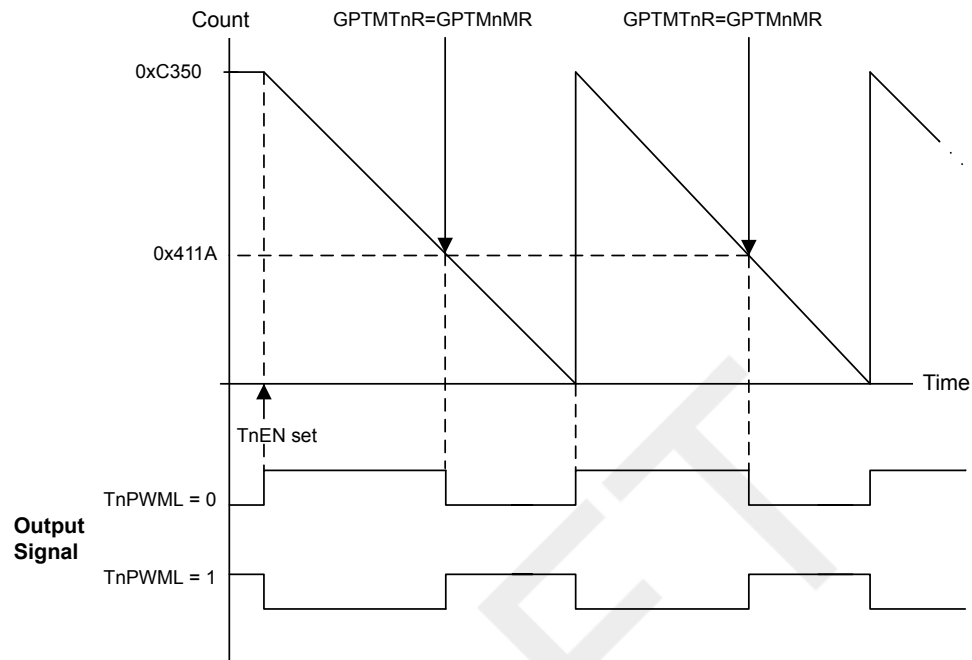 Count
GPTMTnR=GPTMnMR
GPTMTnR=GPTMnMR
0xC350
0x411A
Time
TnEN set
TnPWML = 0
Output
Signal
TnPWML = 1